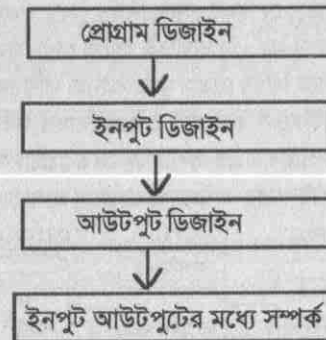 প্রোগ্রাম ডিজাইন
ইনপুট ডিজাইন
আউটপুট ডিজাইন
ইনপুট আউটপুটের মধ্যে সম্পর্ক